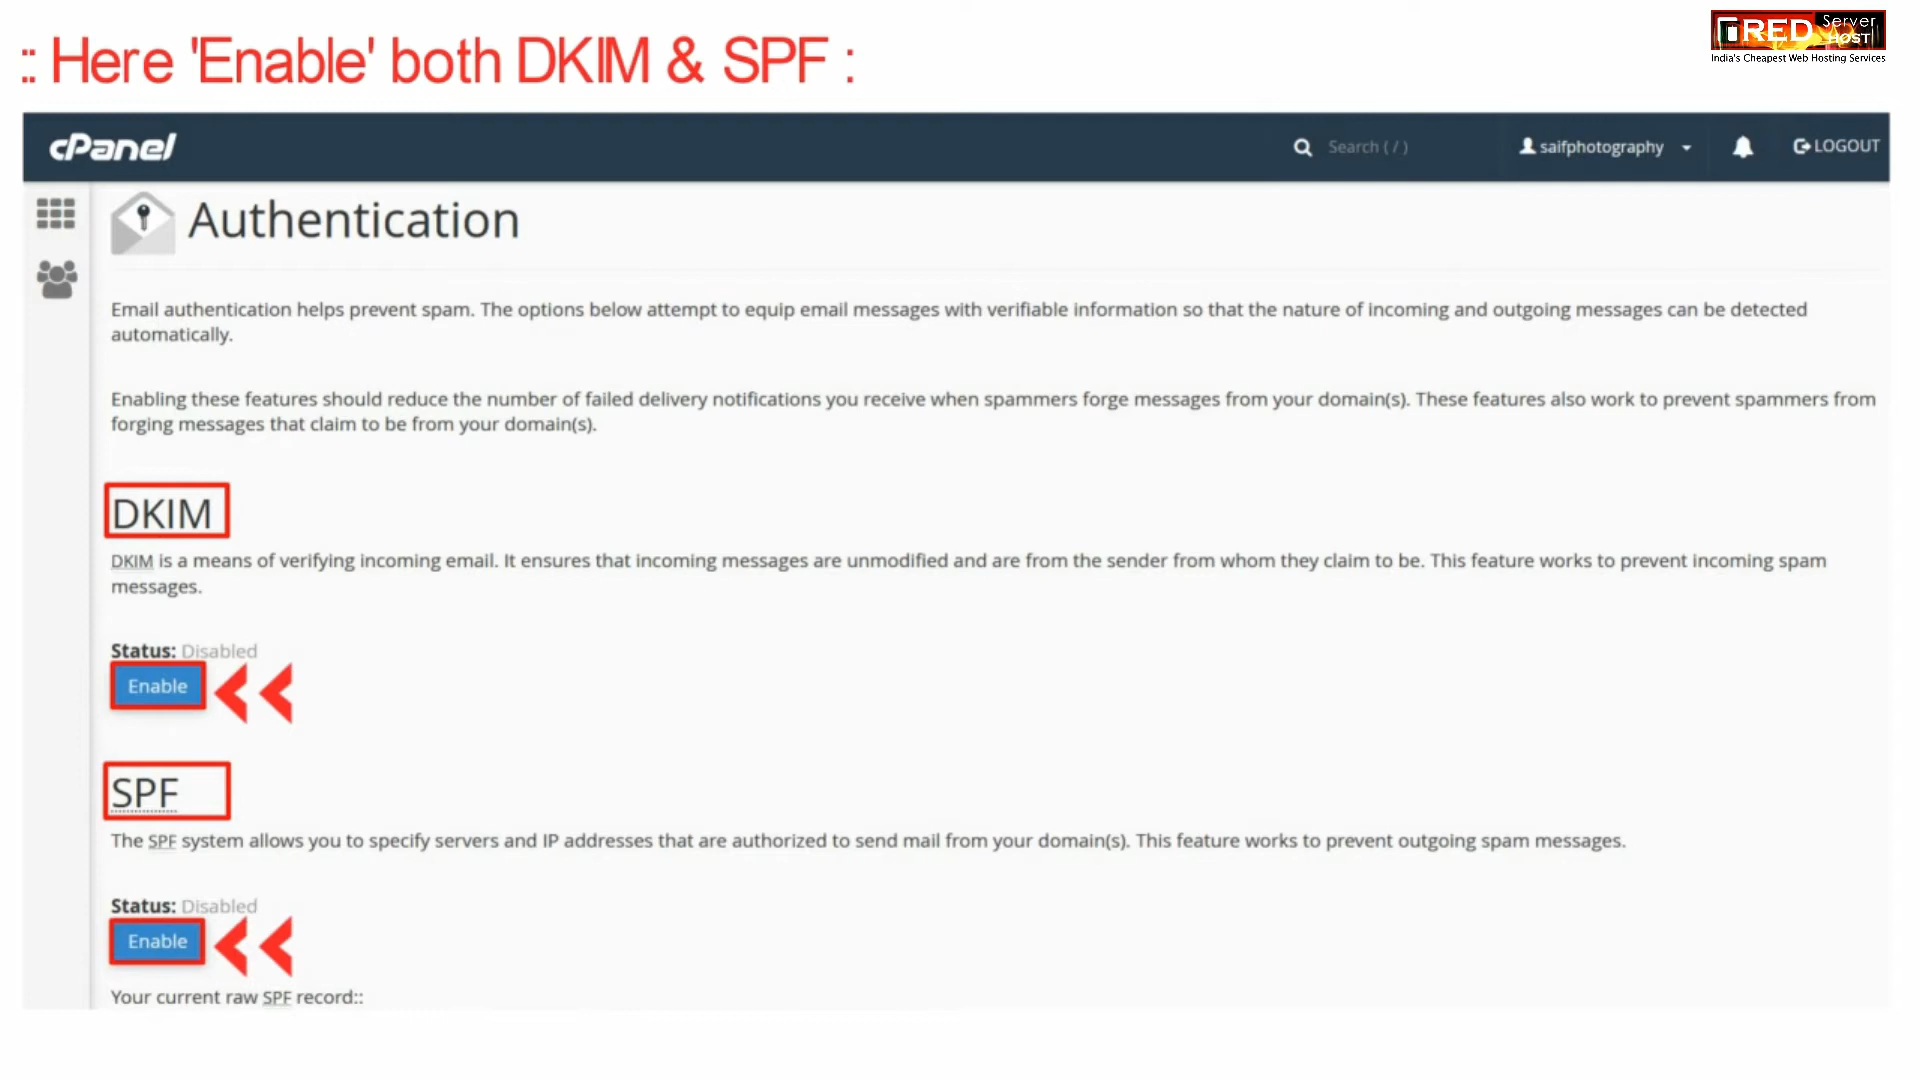 :: Here 'Enable' both DKIM & SPF :
RED Server
HOST
India's Cheapest Web Hosting Services
cPanel
Search ( / )
saifphotography
LOGOUT
Authentication
Email authentication helps prevent spam. The options below attempt to equip email messages with verifiable information so that the nature of incoming and outgoing messages can be detected
automatically.
Enabling these features should reduce the number of failed delivery notifications you receive when spammers forge messages from your domain(s). These features also work to prevent spammers from
forging messages that claim to be from your domain(s).
DKIM
DKIM is a means of verifying incoming email. It ensures that incoming messages are unmodified and are from the sender from whom they claim to be. This feature works to prevent incoming spam
messages.
Status: Disabled
Enable
SPF
The SPF system allows you to specify servers and IP addresses that are authorized to send mail from your domain(s). This feature works to prevent outgoing spam messages.
Status: Disabled
Enable
Your current raw SPF record::